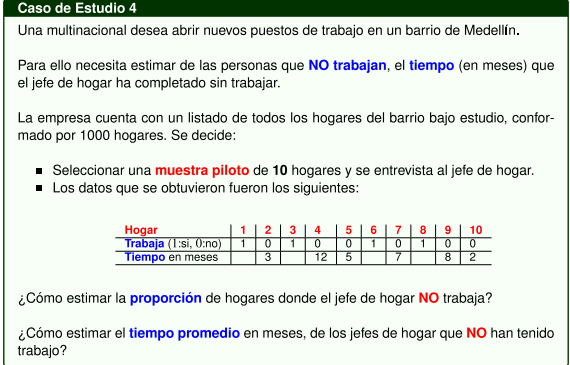 Caso de Estudio 4
Una multinacional desea abrir nuevos puestos de trabajo en un barrio de Medellín.
Para ello necesita estimar de las personas que NO trabajan, el tiempo (en meses) que
el jefe de hogar ha completado sin trabajar.
La empresa cuenta con un listado de todos los hogares del barrio bajo estudio, confor-
mado por 1000 hogares. Se decide:
Seleccionar una muestra piloto de 10 hogares y se entrevista al jefe de hogar.
Los datos que se obtuvieron fueron los siguientes:
Hogar 1 2 3 4 5 6 7 8 9 10
Trabaja (1:si, 0:no) 1 0 1 0 0 1 0 1 0 0
Tiempo en meses 3 12 5 7 8 2
¿Cómo estimar la proporción de hogares donde el jefe de hogar NO trabaja?
¿Cómo estimar el tiempo promedio en meses, de los jefes de hogar que NO han tenido
trabajo?